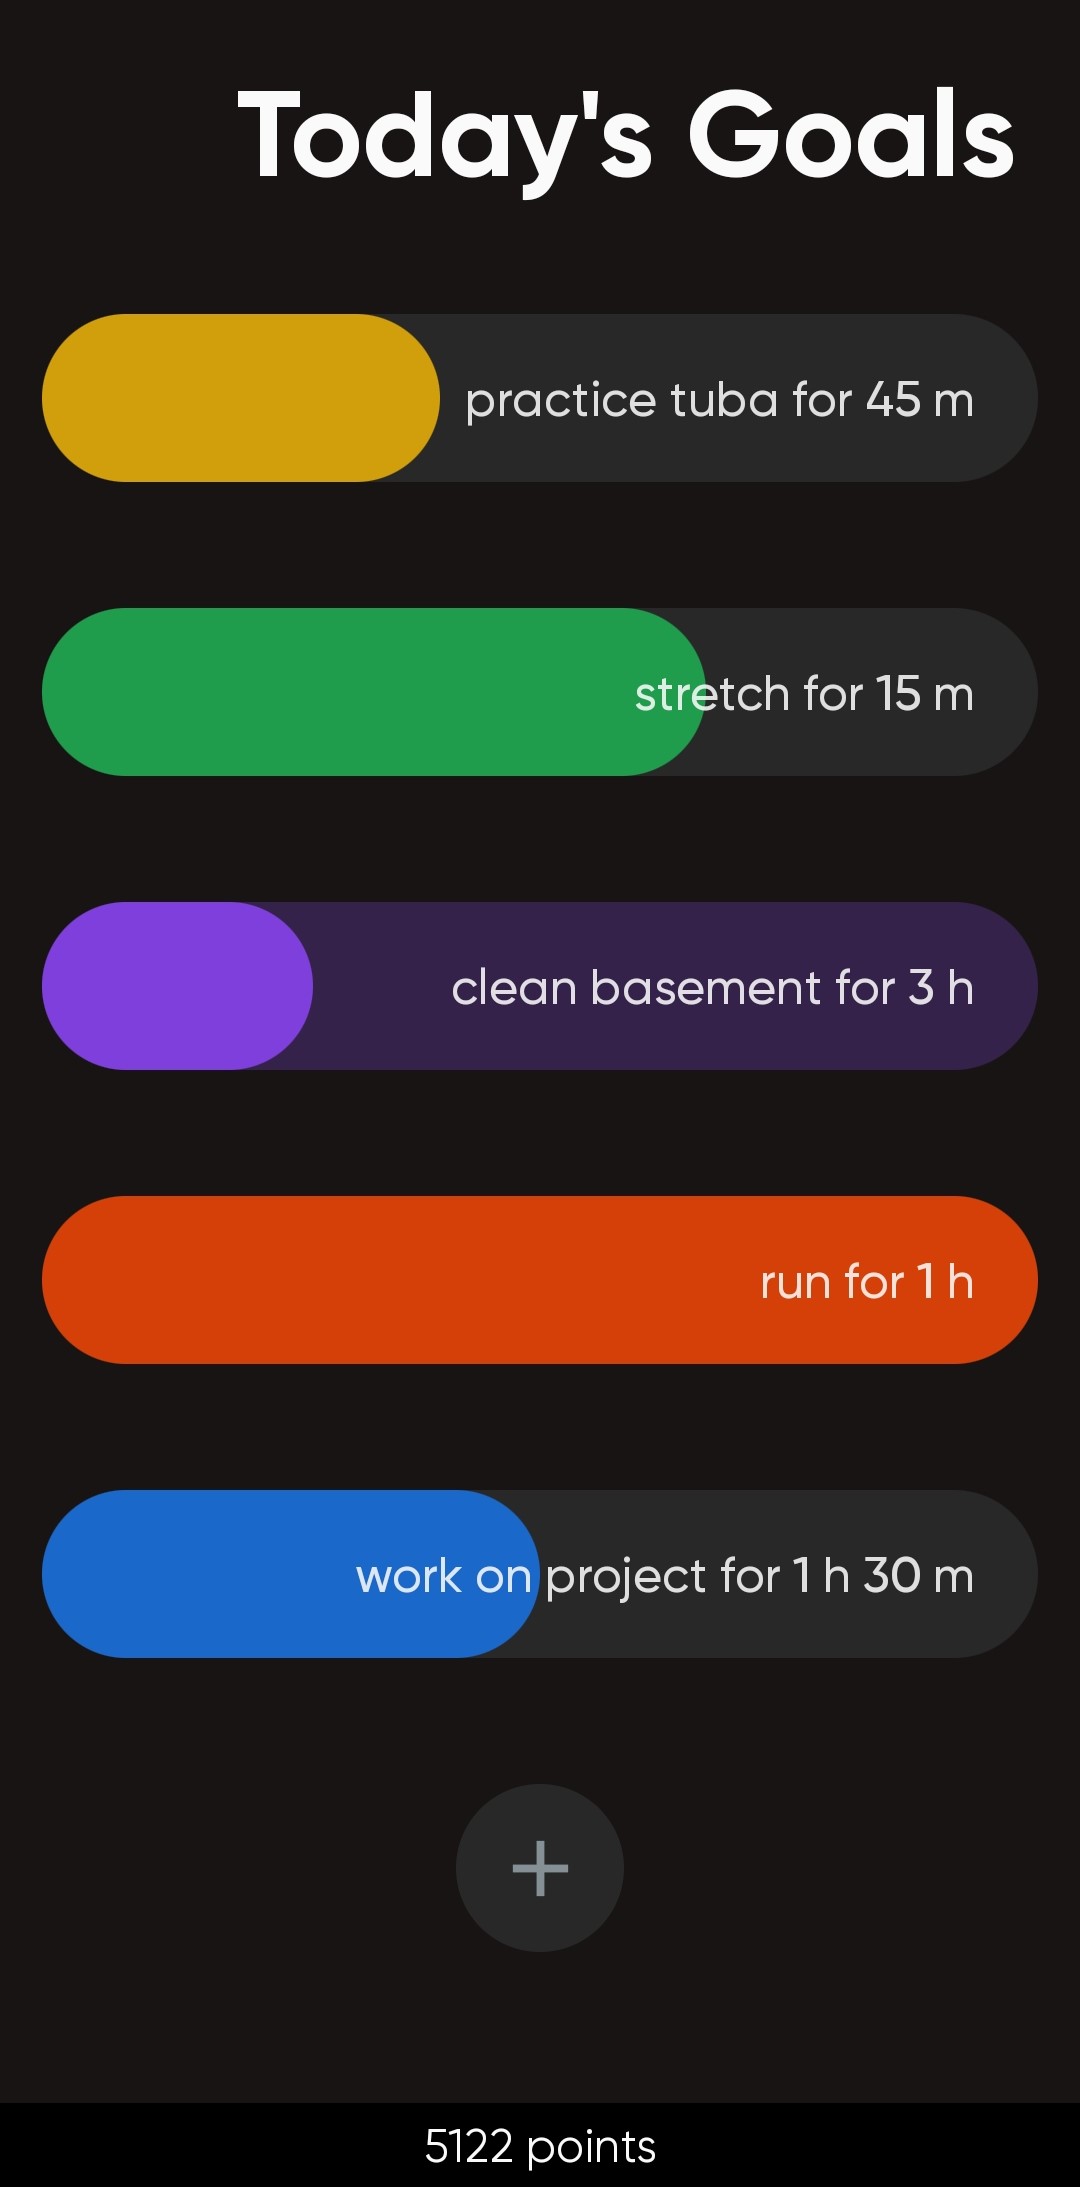 Today's Goals
practice tuba for 45 m
stretch for 15 m
clean basement for 3 h
run for 1 h
work on project for 1 h 30 m
+
5122 points